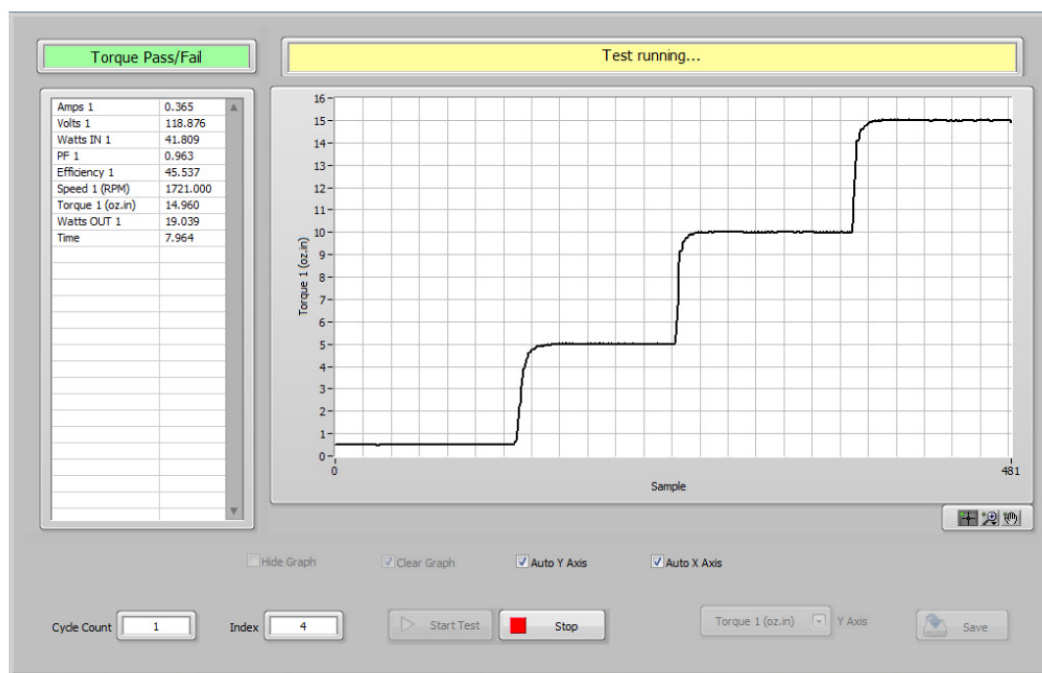 Torque Pass/Fail
Test running...
Amps 1 0.365
Volts 1 118.876
Watts IN 1 41.809
PF 1 0.963
Efficiency 1 45.537
Speed 1 (RPM) 1721.000
Torque 1 (oz.in) 14.960
Watts OUT 1 19.039
Time 7.964
Torque 1 (oz.in)
16
15
14
13
12
11
10
9
8
7
6
5
4
3
2
1
0
0 481
Sample
Hide Graph Clear Graph Auto Y Axis Auto X Axis
Cycle Count 1 Index 4 Start Test Stop Torque 1 (oz.in) Y Axis Save